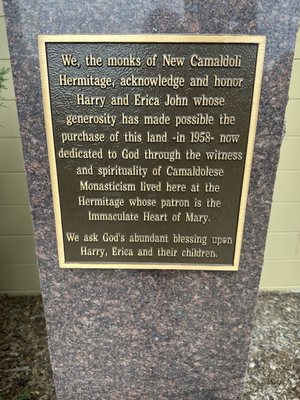 We, the monks of New Camaldoli
Hermitage, acknowledge and honor
Harry and Erica John whose
generosity has made possible the
purchase of this land -in 1958- now
dedicated to God through the witness
and spirituality of Camaldolese
Monasticism lived here at the
Hermitage whose patron is the
Immaculate Heart of Mary.
We ask God's abundant blessing upon
Harry, Erica and their children.